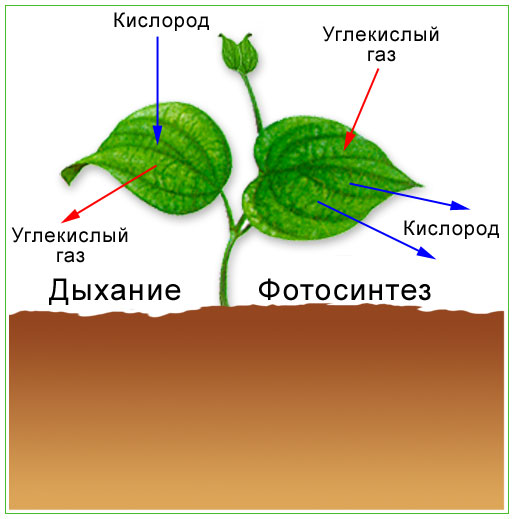 Кислород
Углекислый
газ
Углекислый
газ
Кислород
Дыхание
Фотосинтез